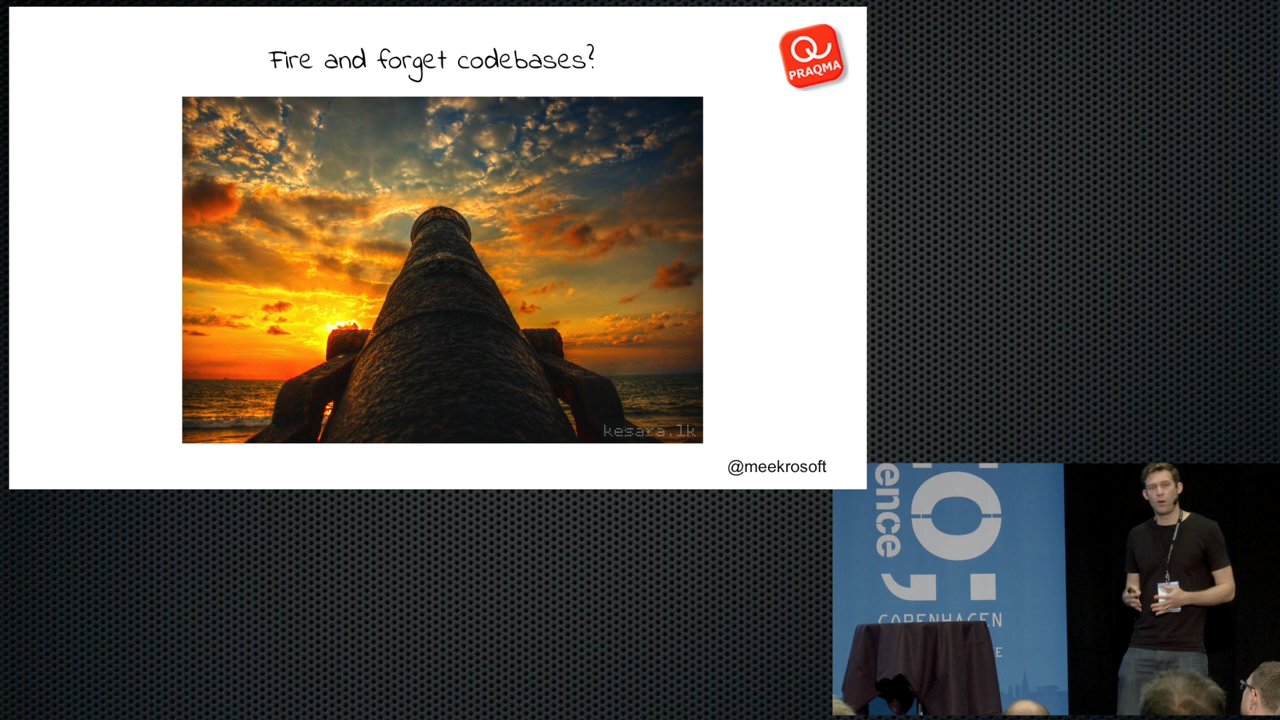 Fire and forget codebases?
PRAQMA
kesara.lk
@meekrosoft
ence
COPENHAGEN